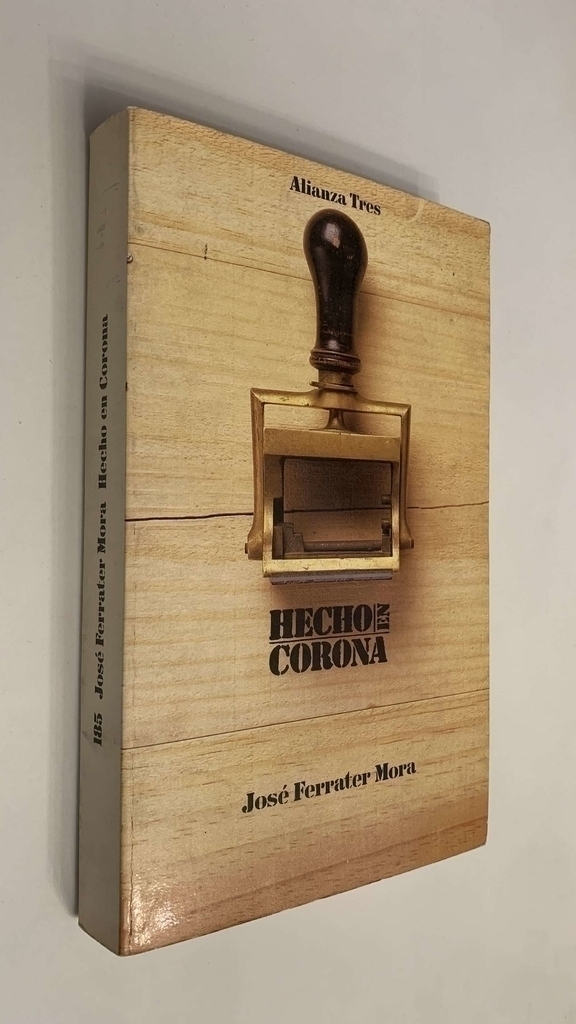 Alianza Tres
HECHO EN
CORONA
José Ferrater Mora
185 José Ferrater Mora Hecho en Corona